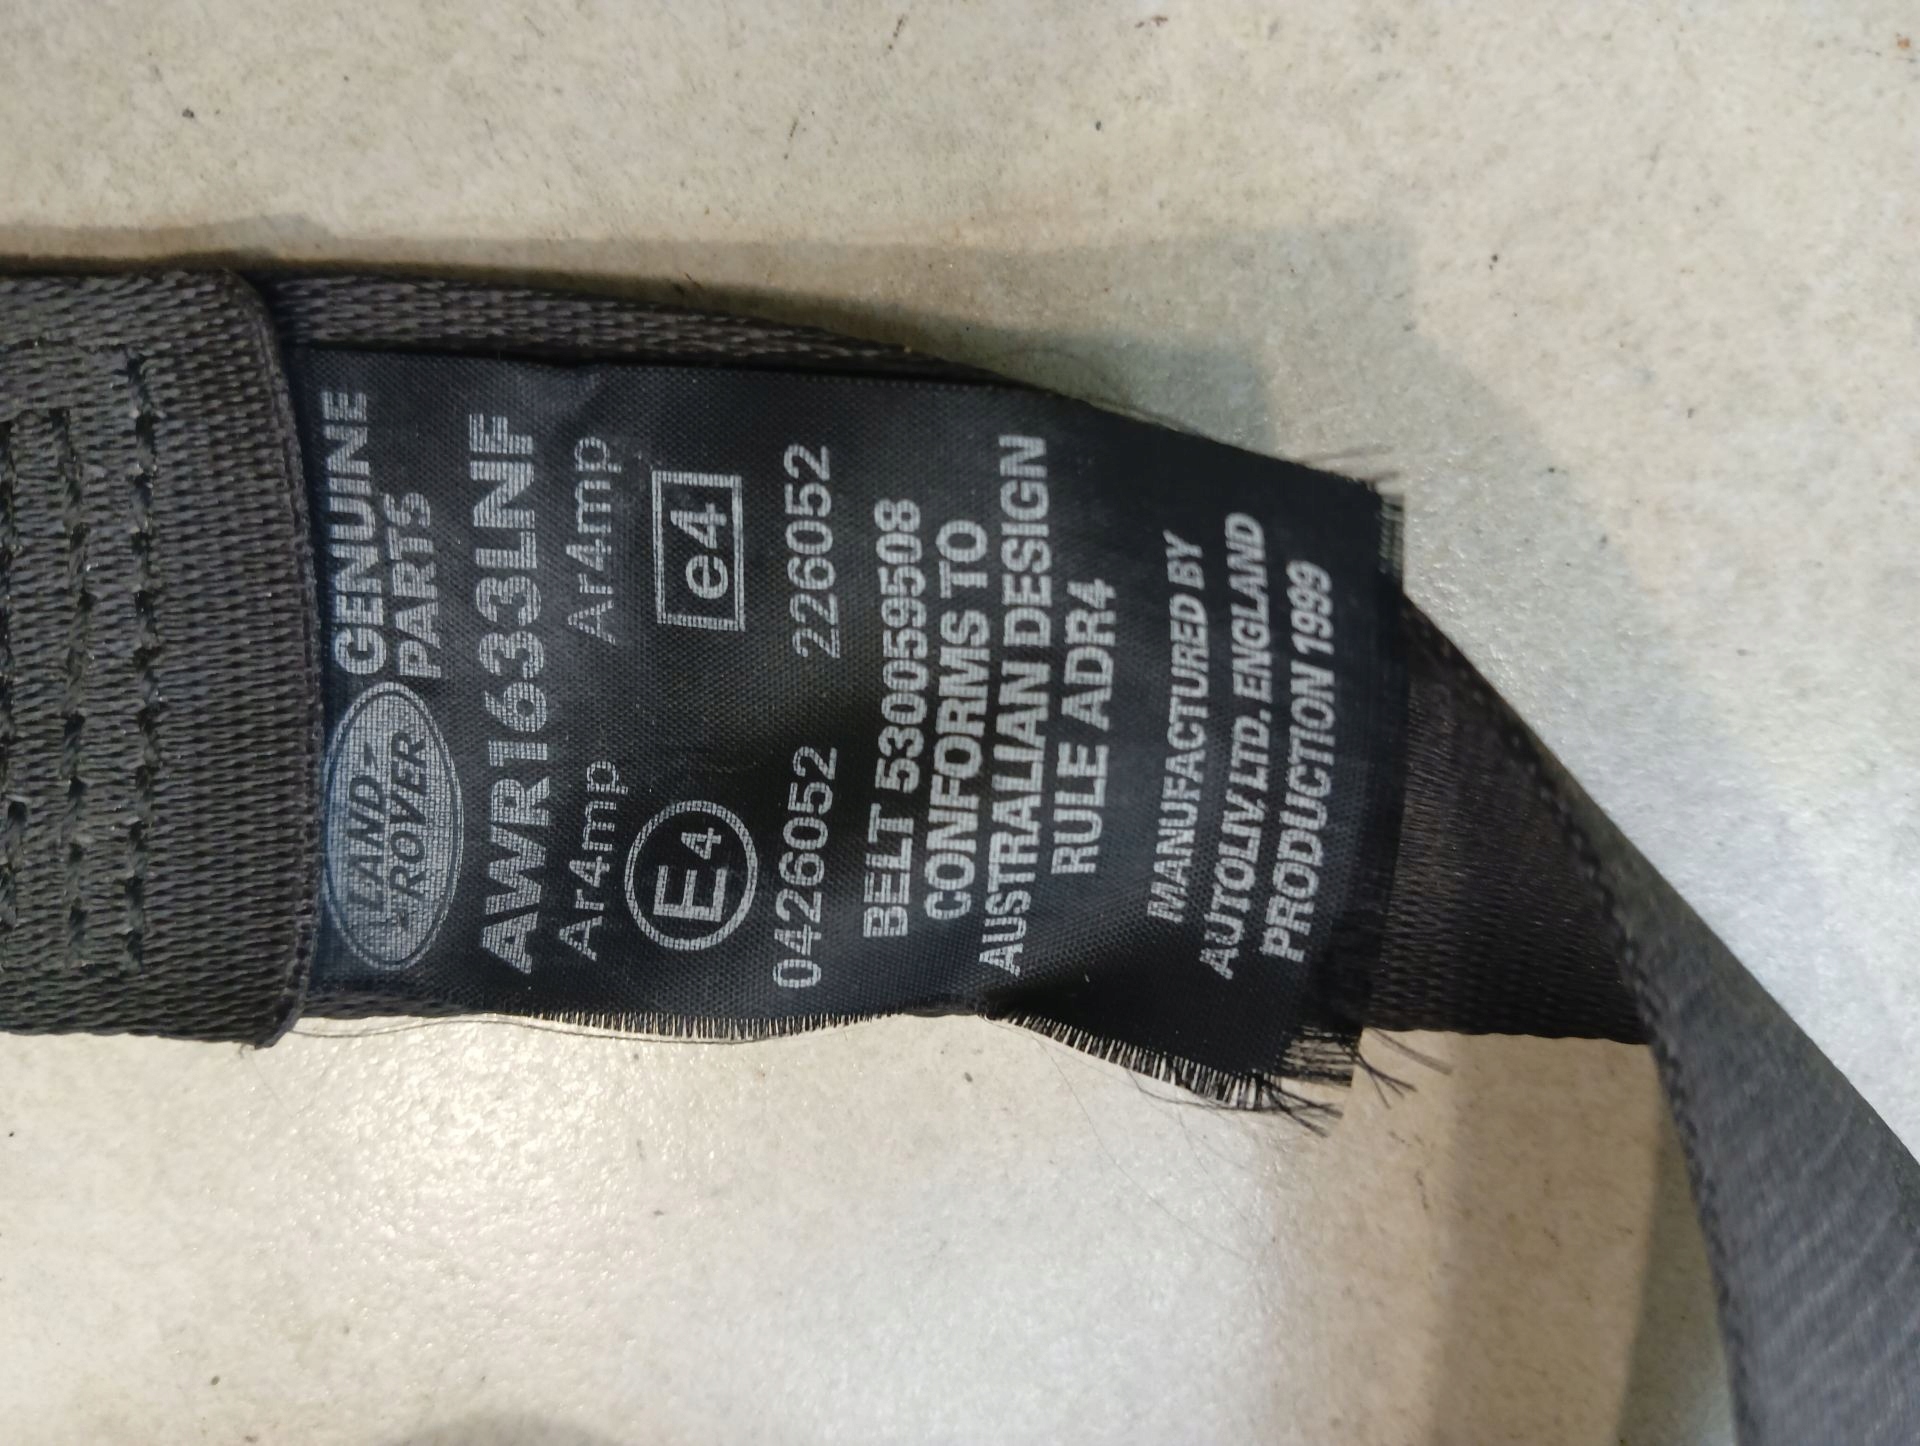 LAND-
ROVER
GENUINE
PARTS
AWR1633LNF
Ar4mp Ar4mp
E4 e4
0426052 226052
BELT 530059508
CONFORMS TO
AUSTRALIAN DESIGN
RULE ADR4
MANUFACTURED BY
AUTOLIV LTD. ENGLAND
PRODUCTION 1999